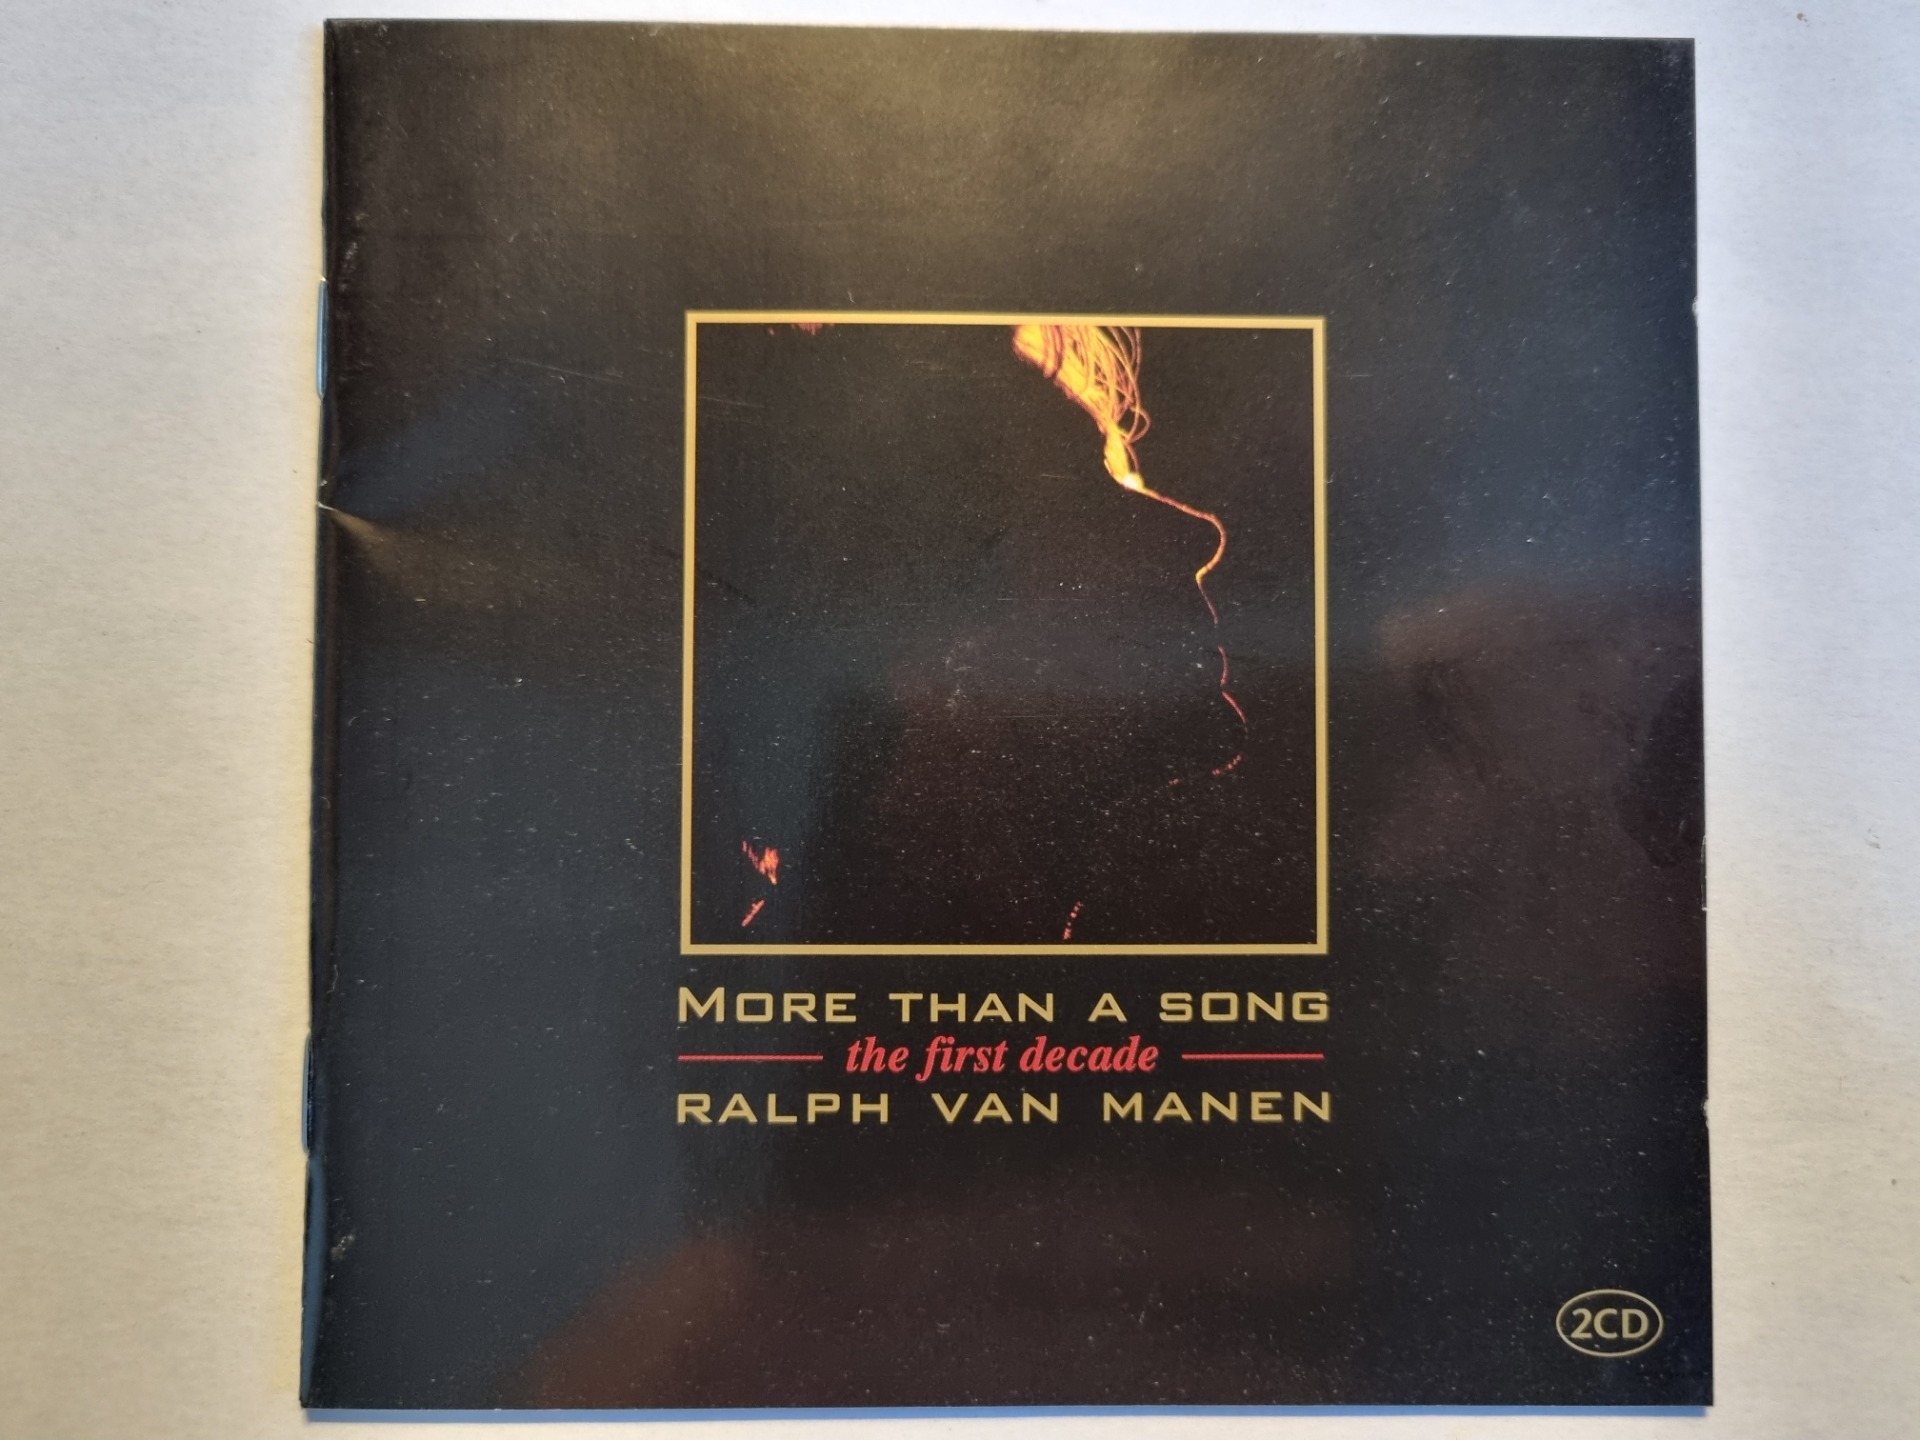 MORE THAN A SONG
the first decade
RALPH VAN MANEN
2CD